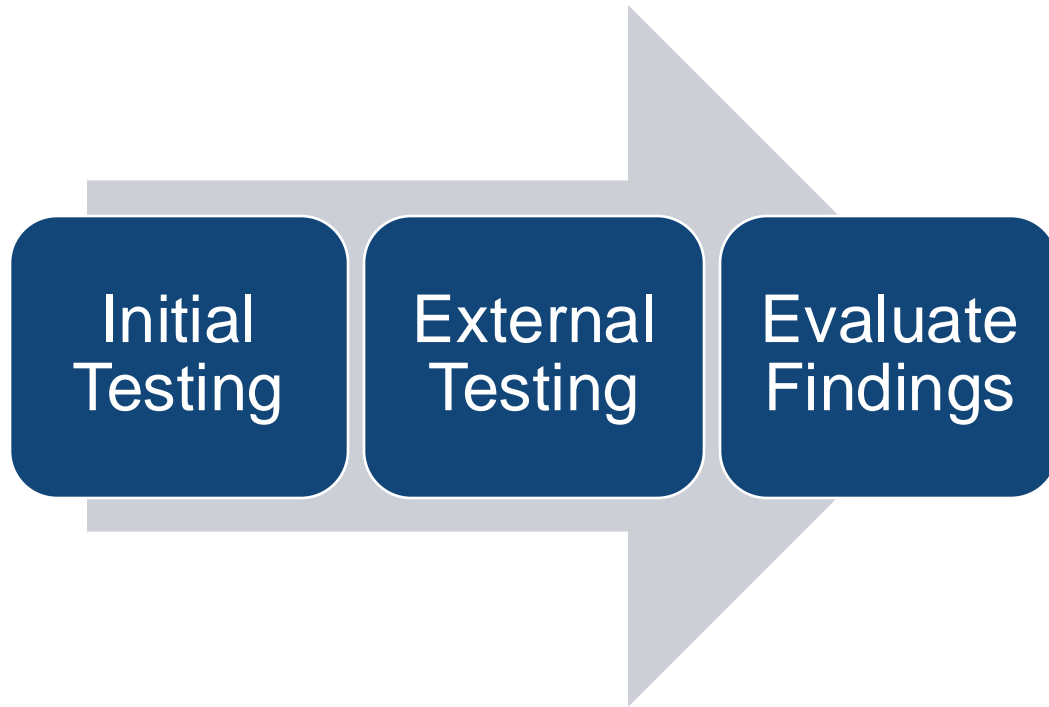 Initial
Testing
External
Testing
Evaluate
Findings